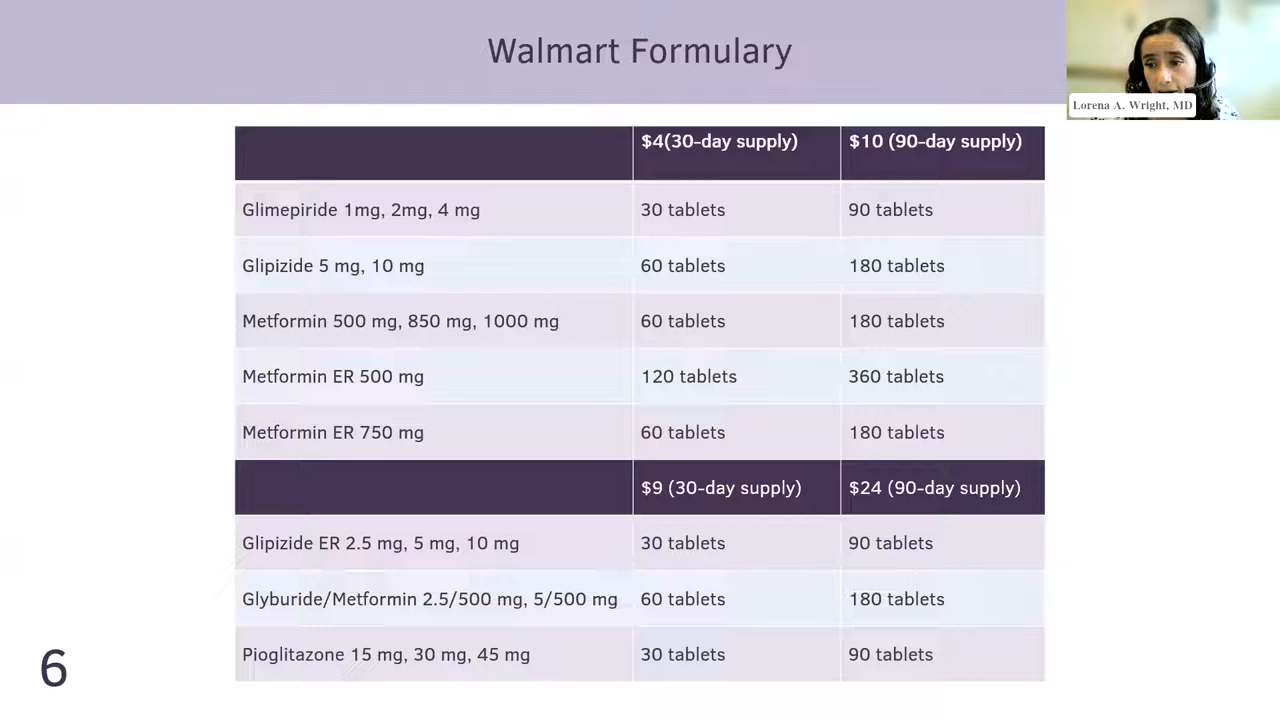 Walmart Formulary
Lorena A. Wright, MD
$4(30-day supply) $10 (90-day supply)
Glimepiride 1mg, 2mg, 4 mg 30 tablets 90 tablets
Glipizide 5 mg, 10 mg 60 tablets 180 tablets
Metformin 500 mg, 850 mg, 1000 mg 60 tablets 180 tablets
Metformin ER 500 mg 120 tablets 360 tablets
Metformin ER 750 mg 60 tablets 180 tablets
$9 (30-day supply) $24 (90-day supply)
Glipizide ER 2.5 mg, 5 mg, 10 mg 30 tablets 90 tablets
Glyburide/Metformin 2.5/500 mg, 5/500 mg 60 tablets 180 tablets
Pioglitazone 15 mg, 30 mg, 45 mg 30 tablets 90 tablets
6